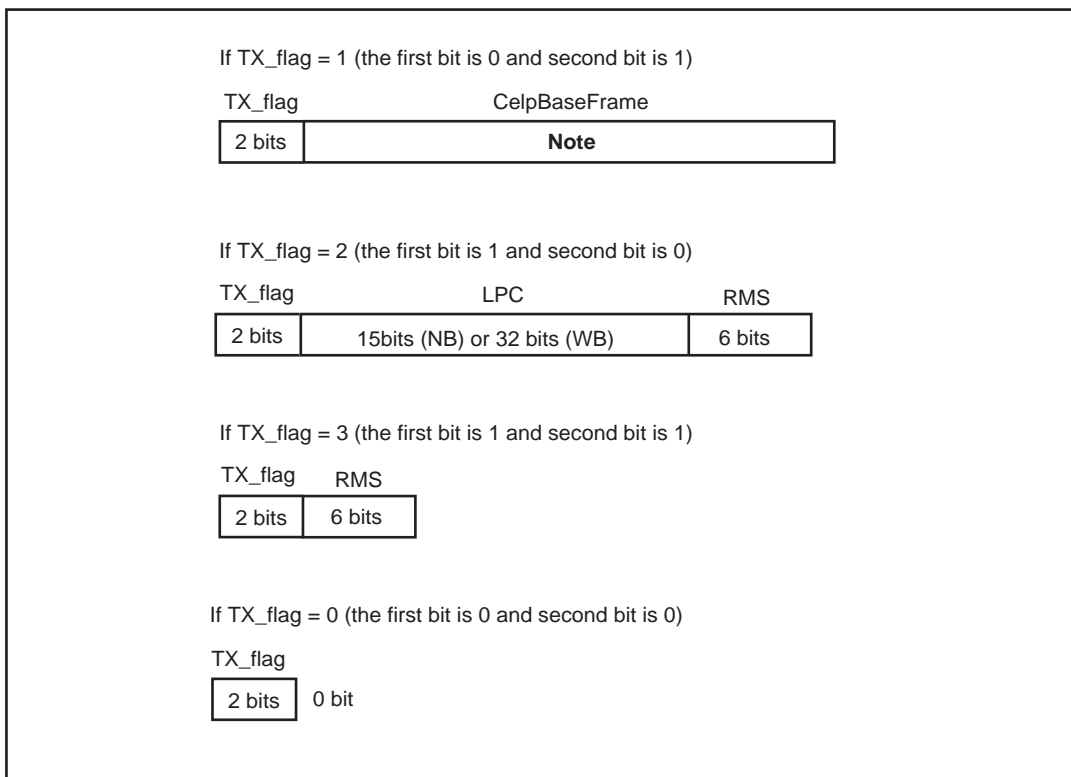 If TX_flag = 1 (the first bit is 0 and second bit is 1)
TX_flag CelpBaseFrame
2 bits Note
If TX_flag = 2 (the first bit is 1 and second bit is 0)
TX_flag LPC RMS
2 bits 15bits (NB) or 32 bits (WB) 6 bits
If TX_flag = 3 (the first bit is 1 and second bit is 1)
TX_flag RMS
2 bits 6 bits
If TX_flag = 0 (the first bit is 0 and second bit is 0)
TX_flag
2 bits 0 bit